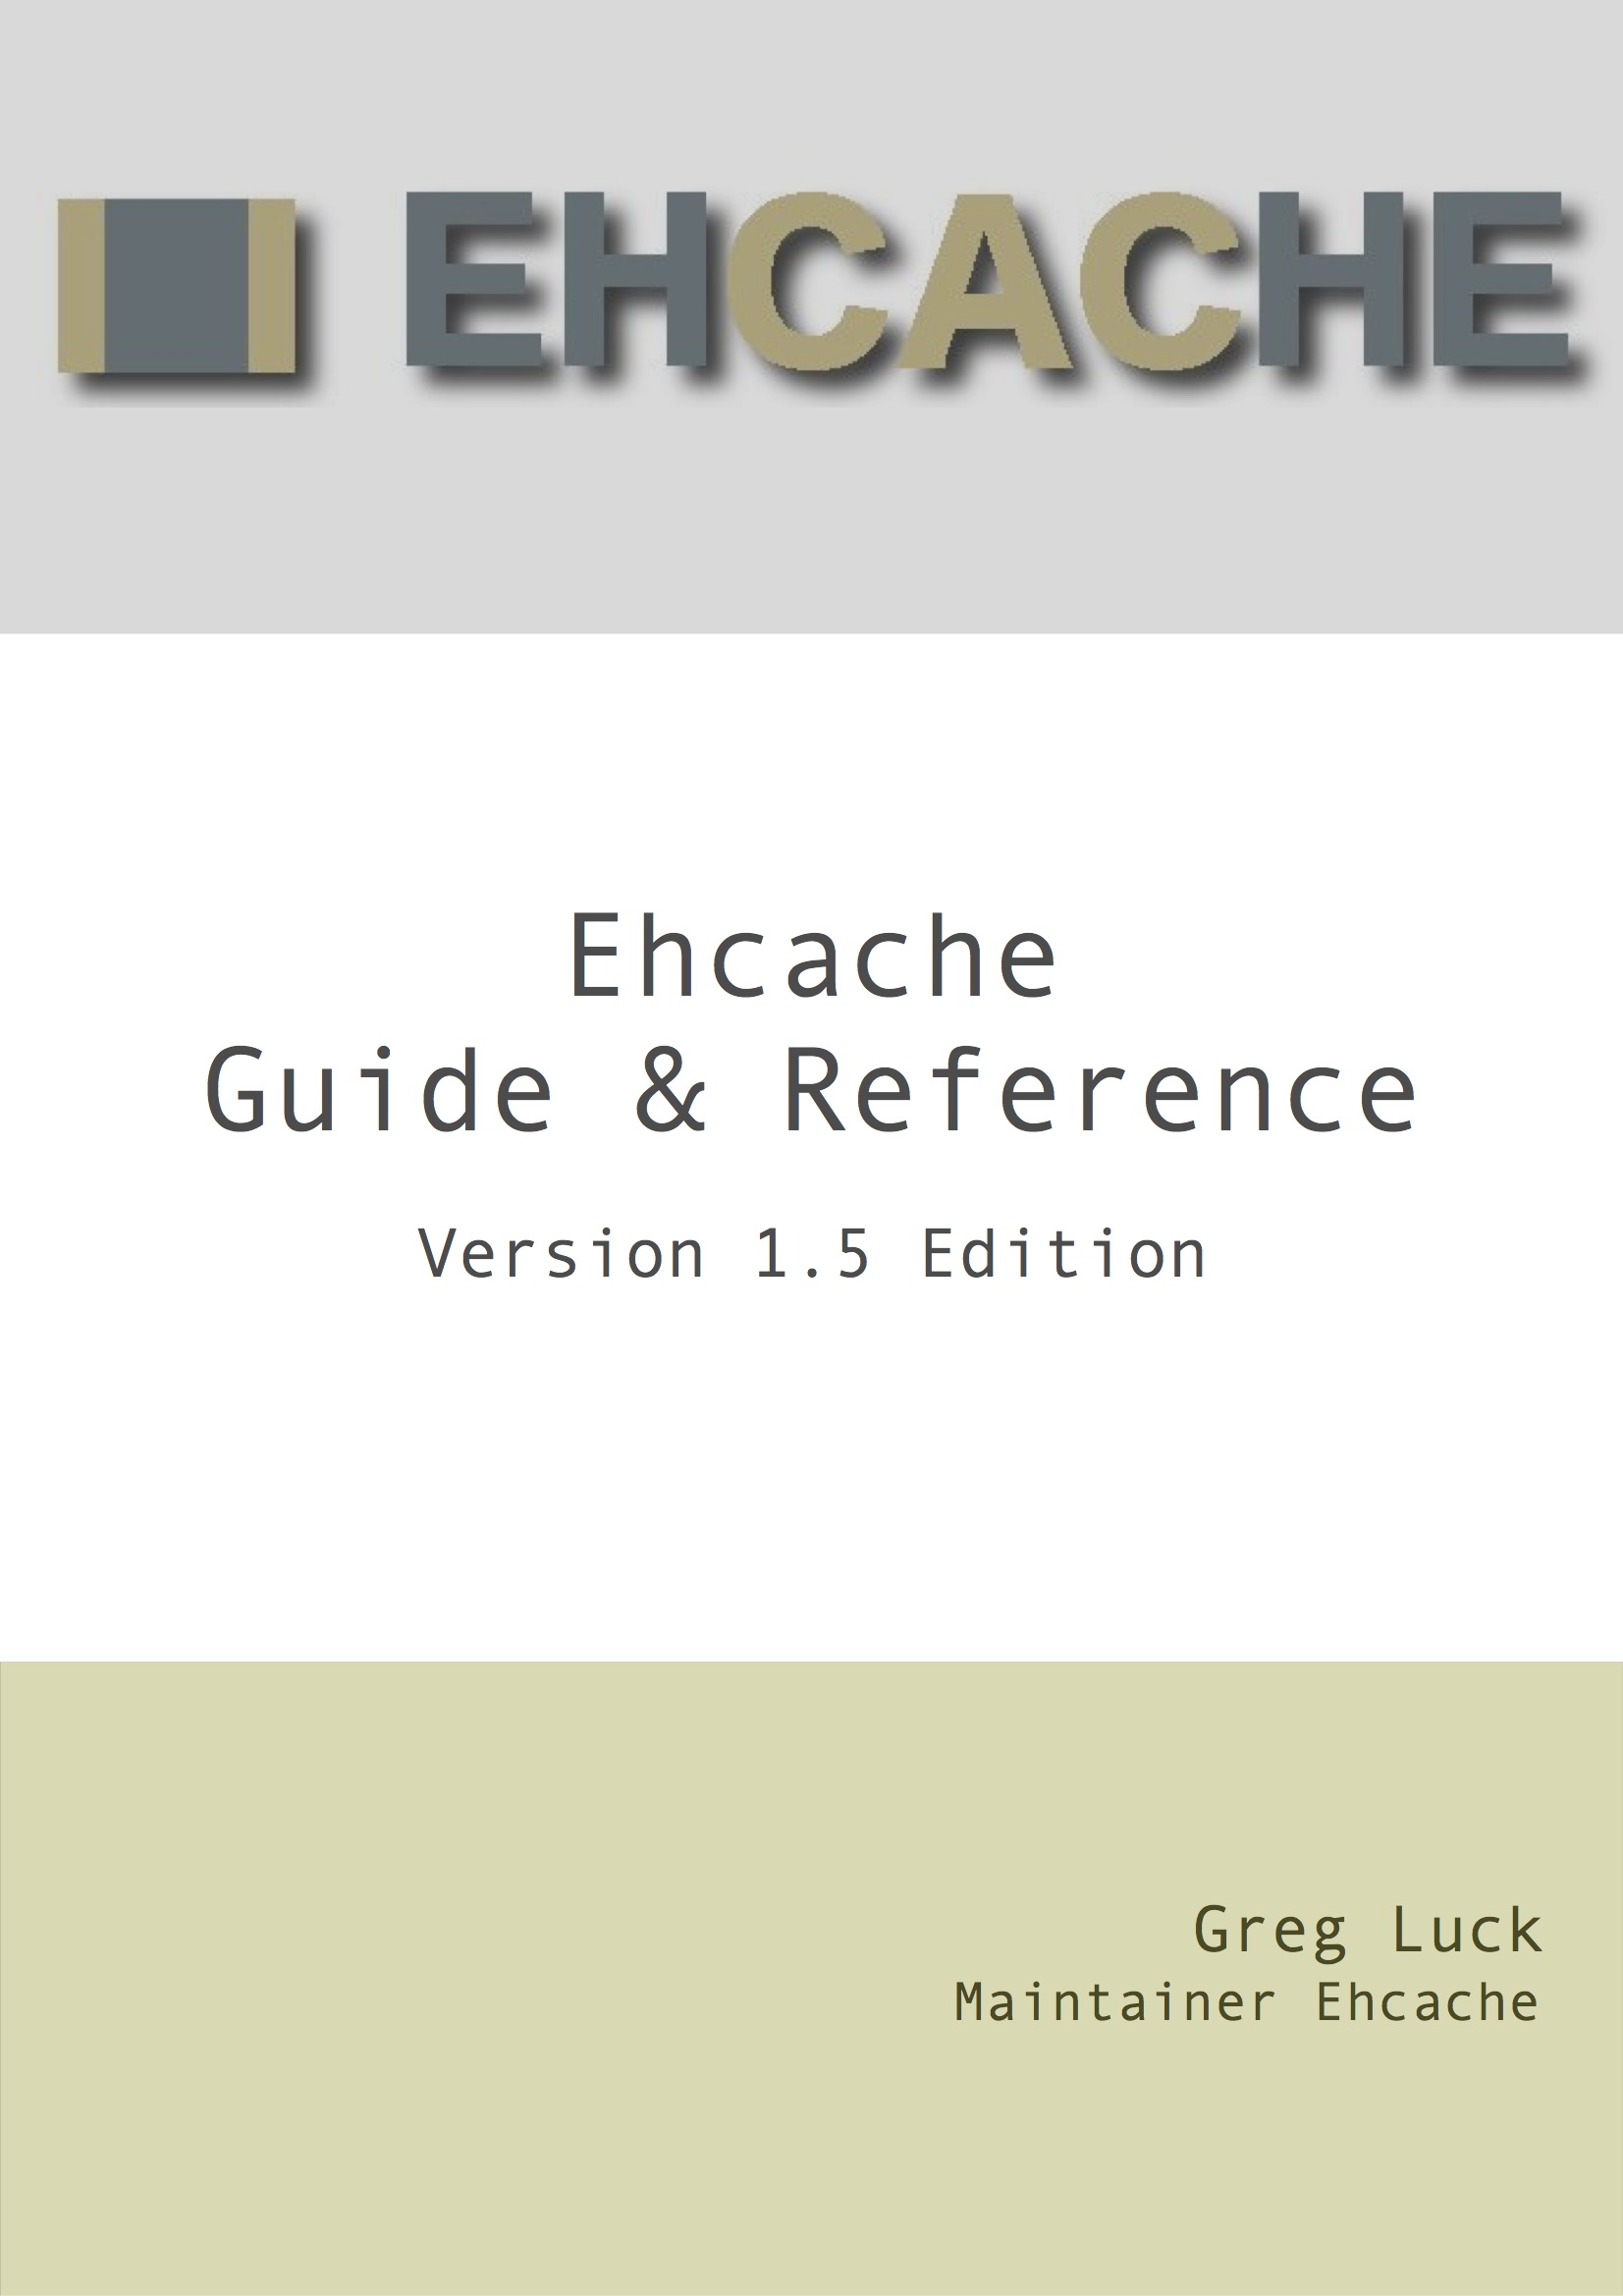 EHCACHE
Ehcache
Guide & Reference
Version 1.5 Edition
Greg Luck
Maintainer Ehcache